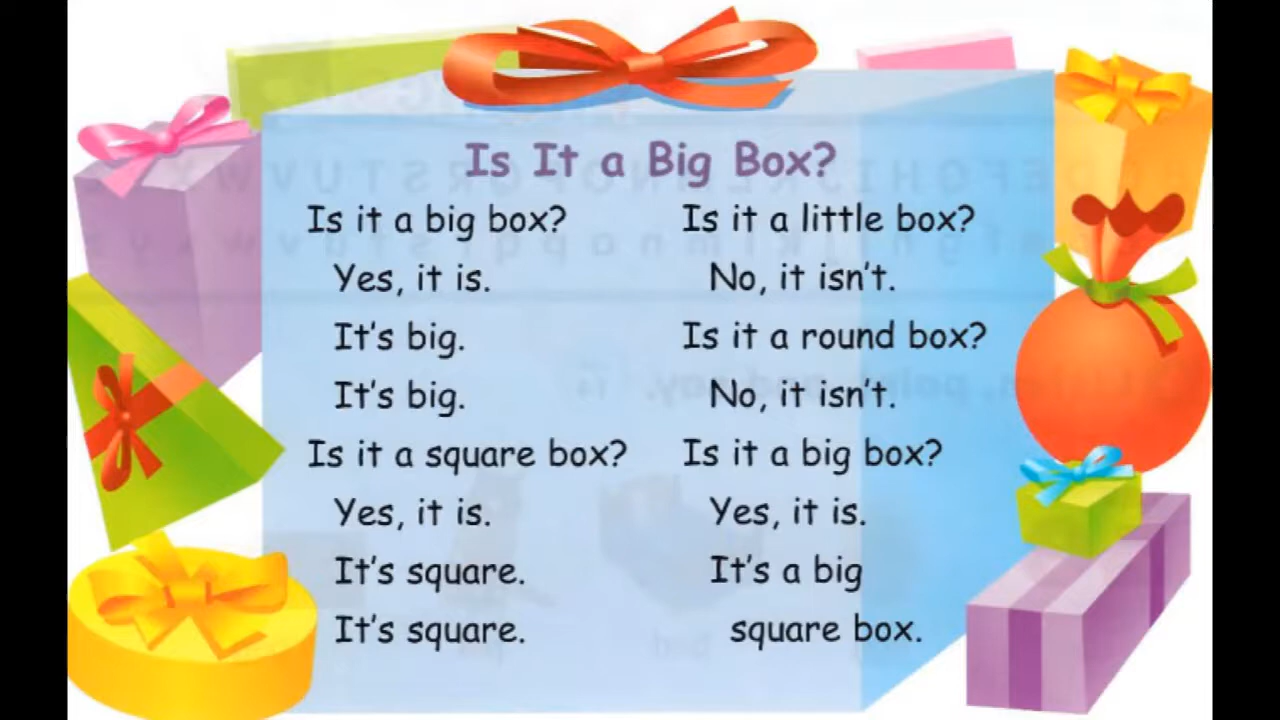 Is It a Big Box?
Is it a big box?
Yes, it is.
It's big.
It's big.
Is it a square box?
Yes, it is.
It's square.
It's square.
Is it a little box?
No, it isn't.
Is it a round box?
No, it isn't.
Is it a big box?
Yes, it is.
It's a big
square box.